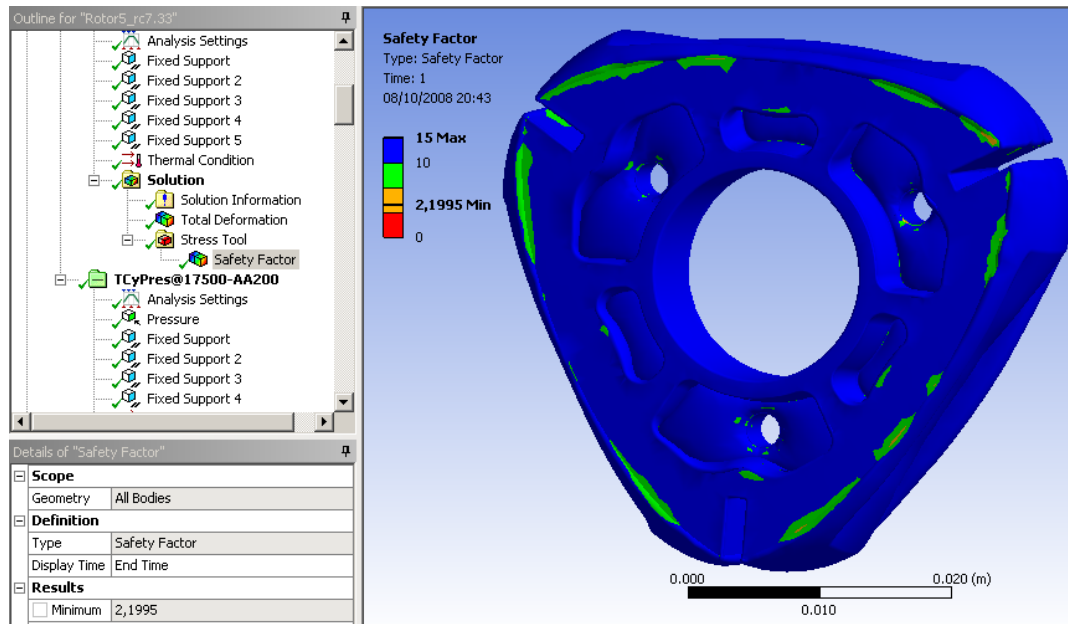 Outline for "Rotor5_rc7.33"
Analysis Settings
Fixed Support
Fixed Support 2
Fixed Support 3
Fixed Support 4
Fixed Support 5
Thermal Condition
Solution
Solution Information
Total Deformation
Stress Tool
Safety Factor
TCyPres@17500-AA200
Analysis Settings
Pressure
Fixed Support
Fixed Support 2
Fixed Support 3
Fixed Support 4
Details of "Safety Factor"
Scope
Geometry All Bodies
Definition
Type Safety Factor
Display Time End Time
Results
Minimum 2,1995
Safety Factor
Type: Safety Factor
Time: 1
08/10/2008 20:43
15 Max
10
2,1995 Min
0
0.000 0.020 (m)
0.010